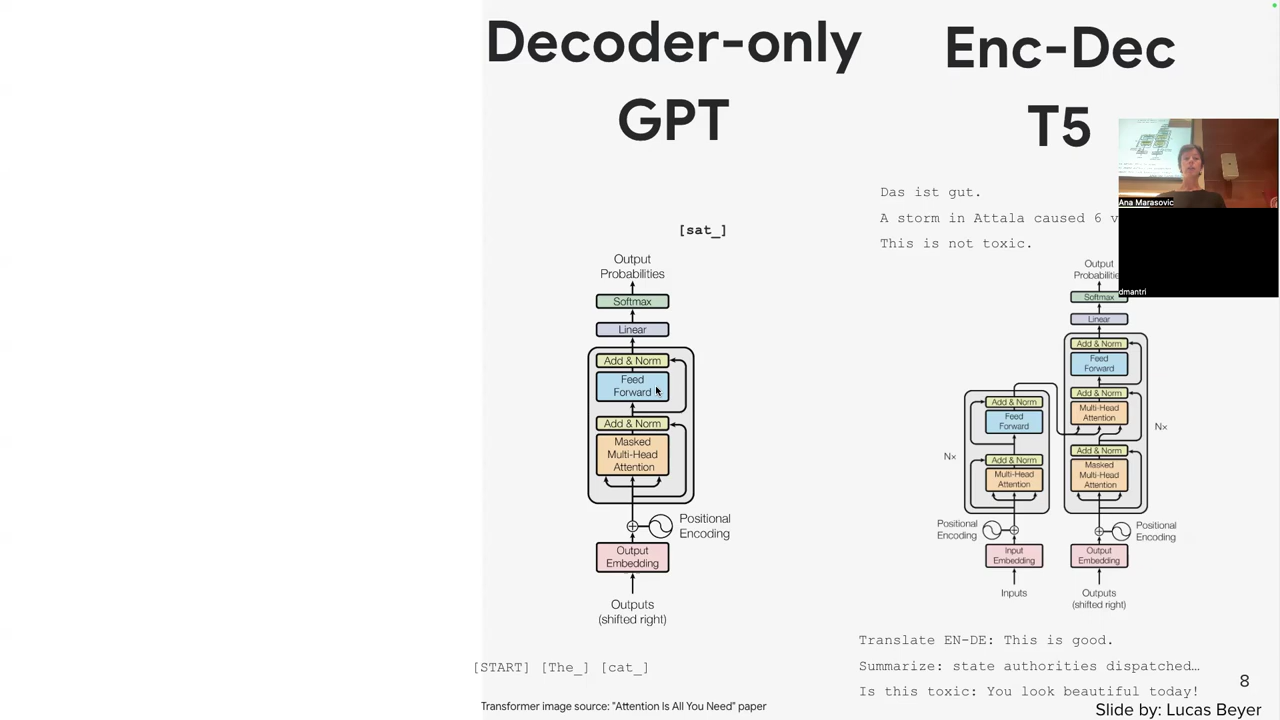 Decoder-only
GPT
[sat_]
Output
Probabilities
Softmax
Linear
Add & Norm
Feed
Forward
Add & Norm
Masked
Multi-Head
Attention
Positional
Encoding
Output
Embedding
Outputs
(shifted right)
[START] [The_] [cat_]
Transformer image source: "Attention Is All You Need" paper
Enc-Dec
T5
Das ist gut.
A storm in Attala caused 6 v
This is not toxic.
Ana Marasovic
dmantri
Output
Softmax
Linear
Add & Norm
Feed
Forward
Add & Norm
Multi-Head
Attention
Nx
Add & Norm
Masked
Multi-Head
Attention
Positional
Encoding
Output
Embedding
Outputs
(shifted right)
Add & Norm
Feed
Forward
Nx
Add & Norm
Multi-Head
Attention
Positional
Encoding
Input
Embedding
Inputs
Translate EN-DE: This is good.
Summarize: state authorities dispatched…
Is this toxic: You look beautiful today!
8
Slide by: Lucas Beyer